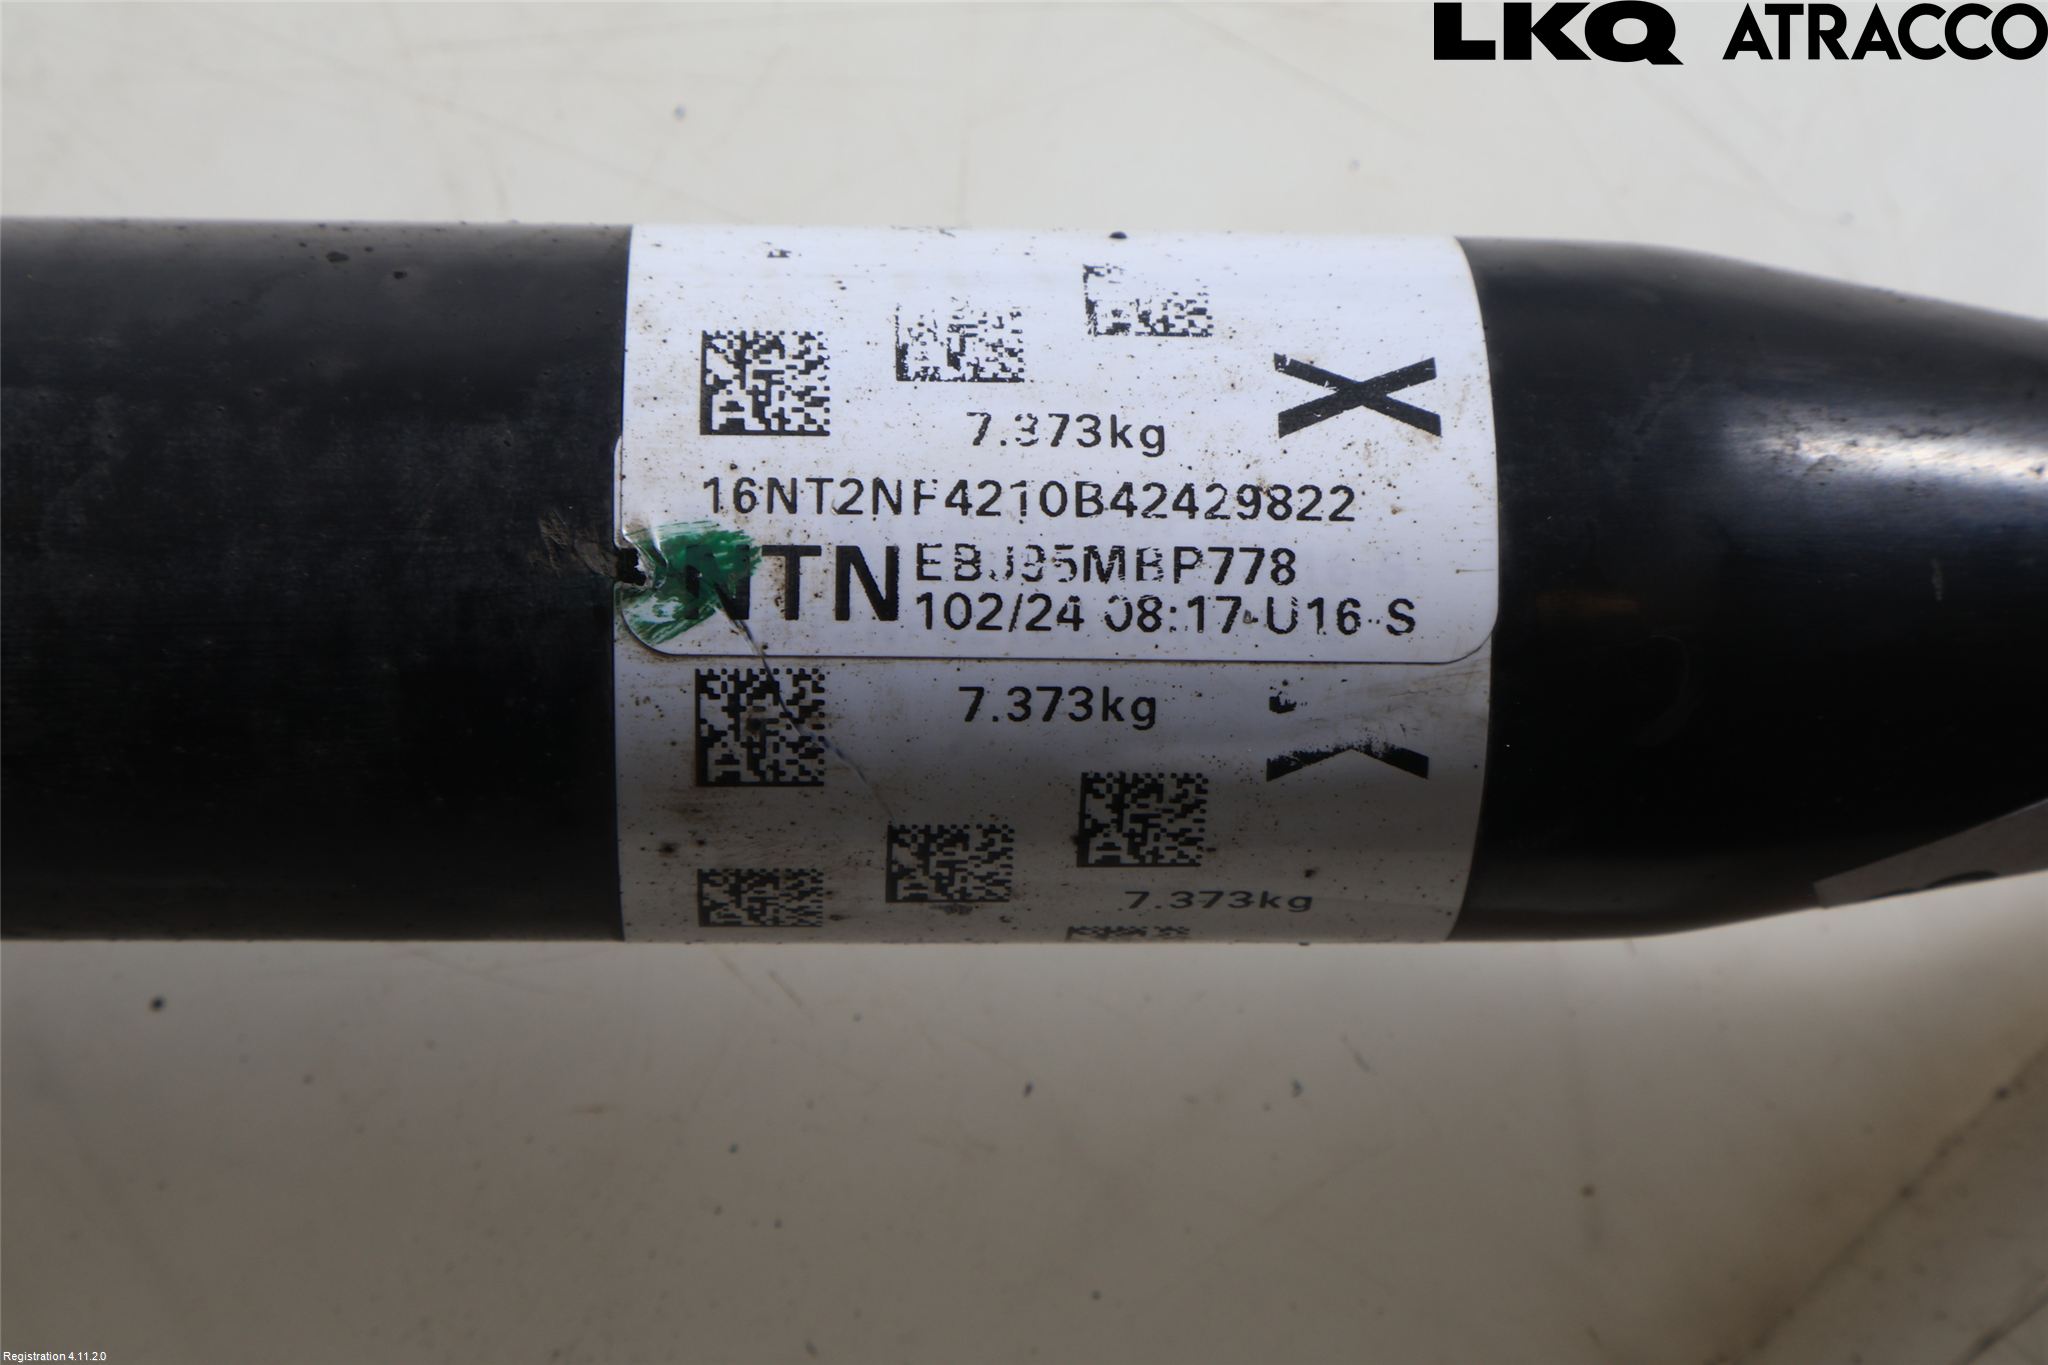 LKQ ATRACCO
7.373kg
X
16NT2NF4210B42429822
NTN
EBJ95MBP778
102/24 08:17 U16 S
7.373kg
7.373kg
Registration 4.11.2.0